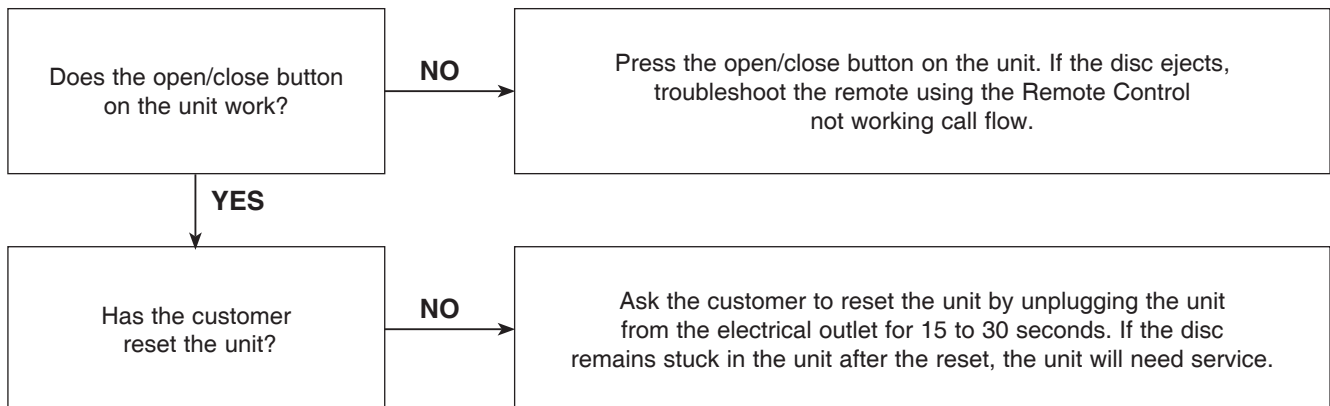 Does the open/close button
on the unit work?
NO
Press the open/close button on the unit. If the disc ejects,
troubleshoot the remote using the Remote Control
not working call flow.
YES
Has the customer
reset the unit?
NO
Ask the customer to reset the unit by unplugging the unit
from the electrical outlet for 15 to 30 seconds. If the disc
remains stuck in the unit after the reset, the unit will need service.